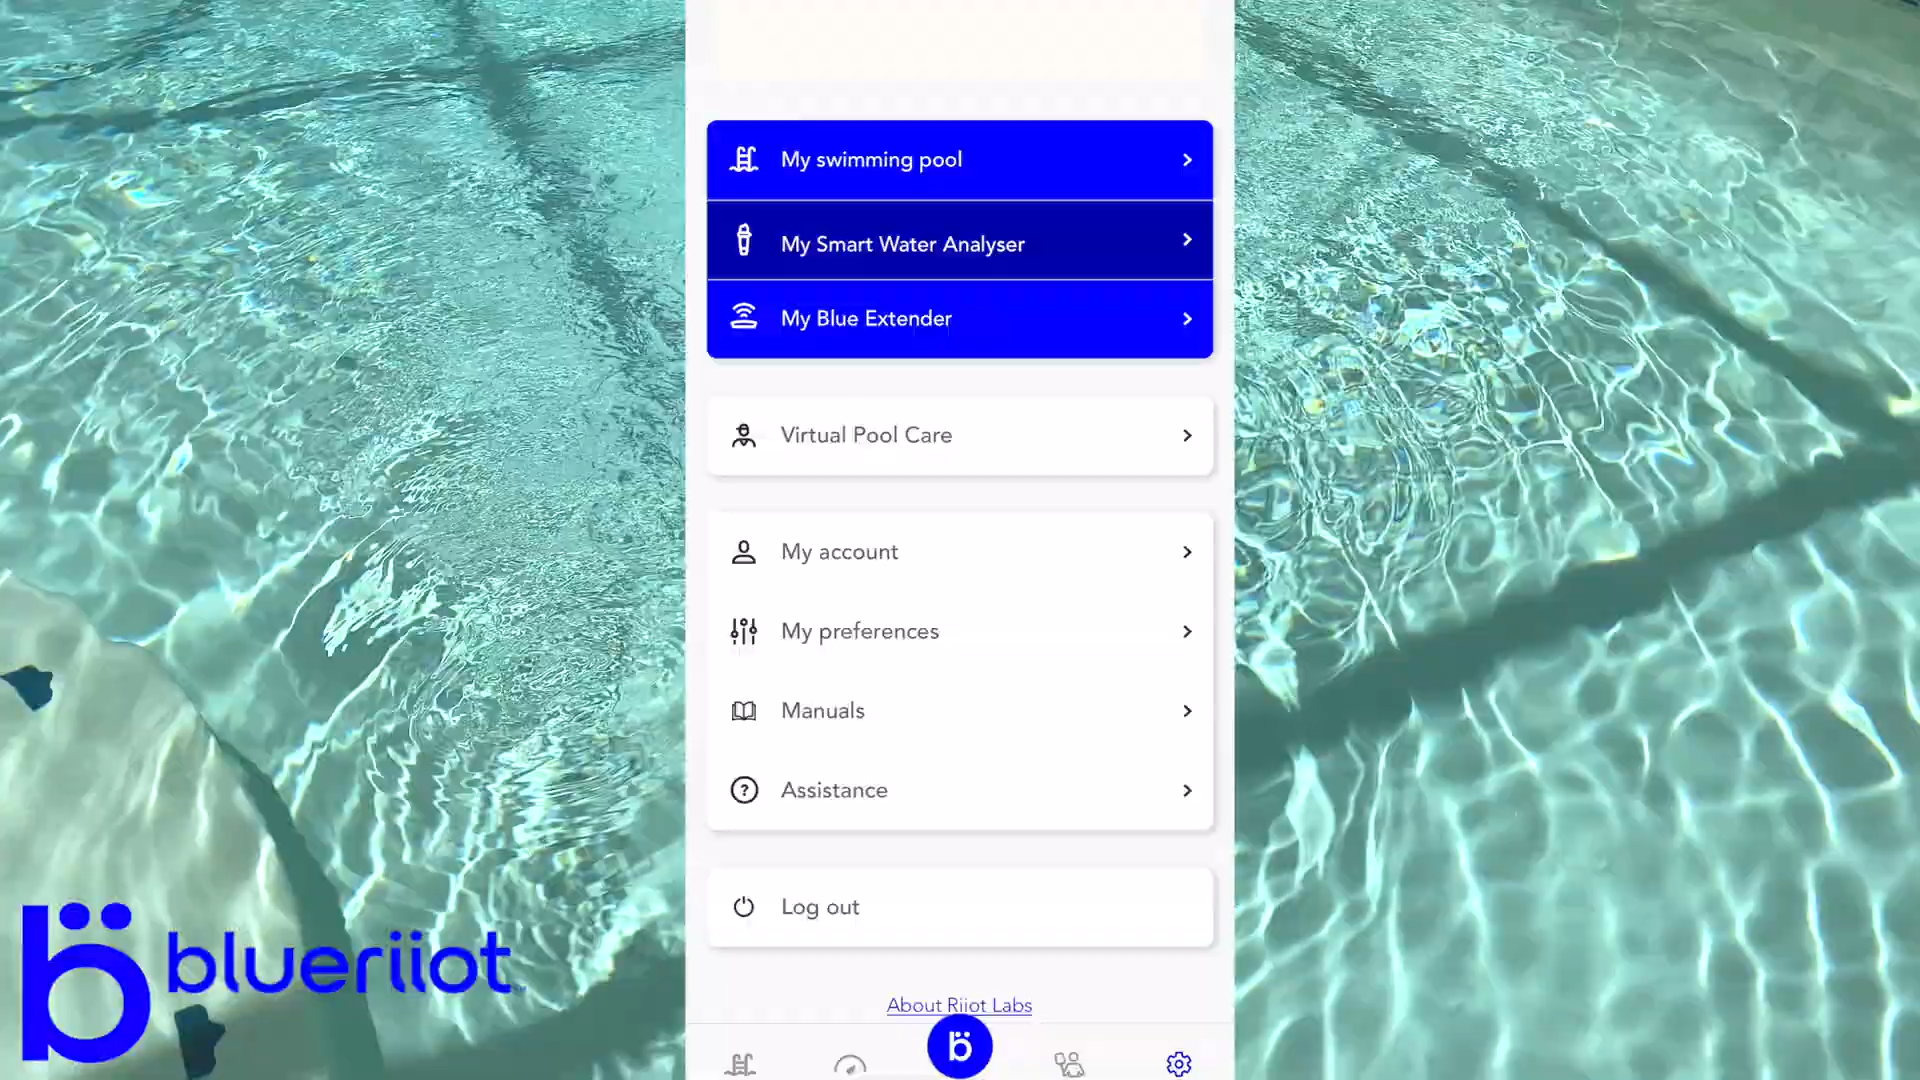 My swimming pool
My Smart Water Analyser
My Blue Extender
Virtual Pool Care
My account
My preferences
Manuals
Assistance
Log out
blueriiot
About Riiot Labs